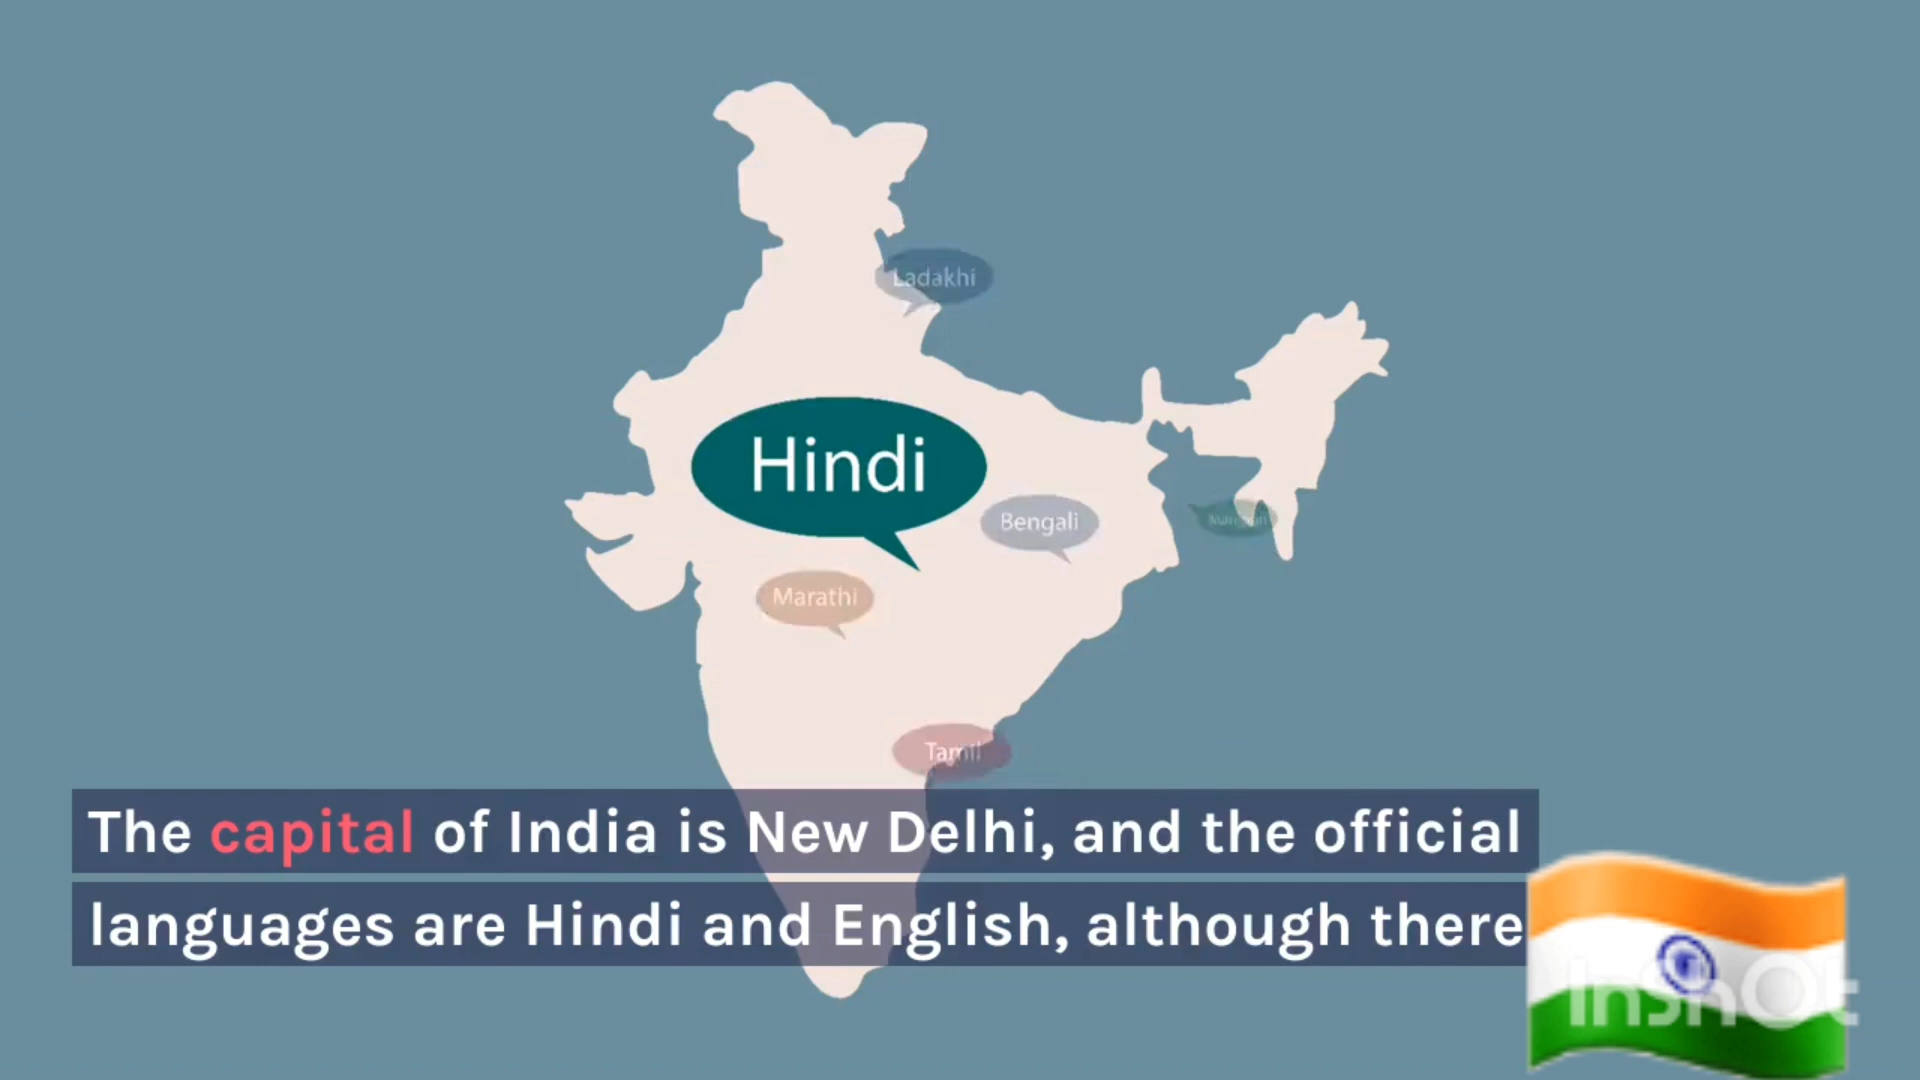 Ladakhi
Hindi
Bengali
Marathi
Tamil
The capital of India is New Delhi, and the official
languages are Hindi and English, although there
InShOt